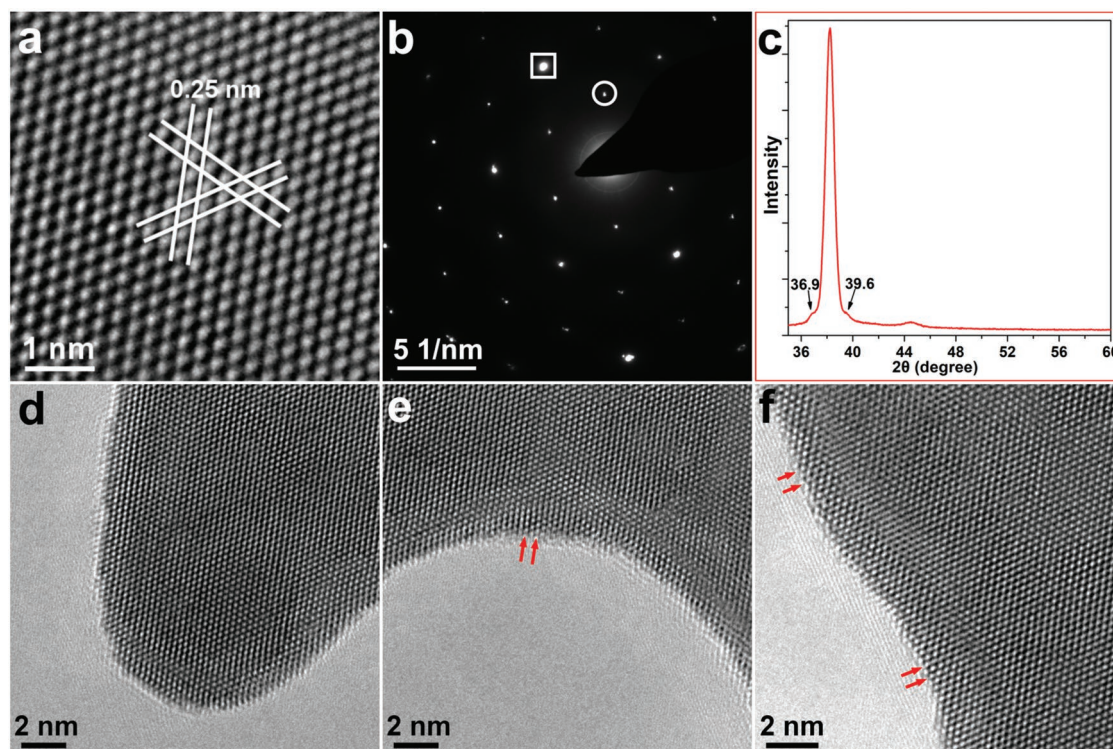 a
0.25 nm
1 nm
b
5 1/nm
c
Intensity
36.9
39.6
36 40 44 48 52 56 60
2θ (degree)
d
2 nm
e
2 nm
f
2 nm